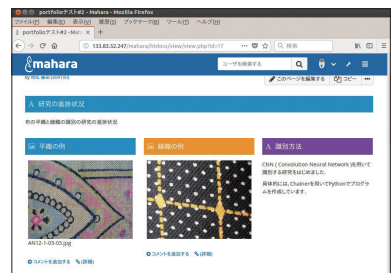 portfolioテスト#2 - Mahara - Mozilla Firefox
ファイル(F) 編集(E) 表示(V) 履歴(S) ブックマーク(B) ツール(T) ヘルプ(H)
portfolioテスト#2 - Mah
133.83.52.247/mahara/htdocs/view/view.php?id=17
検索
mahara
ユーザを検索する
このページを編集する コピー
A 研究の進捗状況
布の平織と綾織の識別の研究の進捗状況
平織の例
綾織の例
A 識別方法
CNN ( Convolution Neural Network )を用いて
識別する研究をはじめました。
具体的には、Chainerを用いてPythonでプログラ
ムを作成しています。
AN12-1-03-03.jpg
コメントを追加する (詳細)
コメントを追加する (詳細)